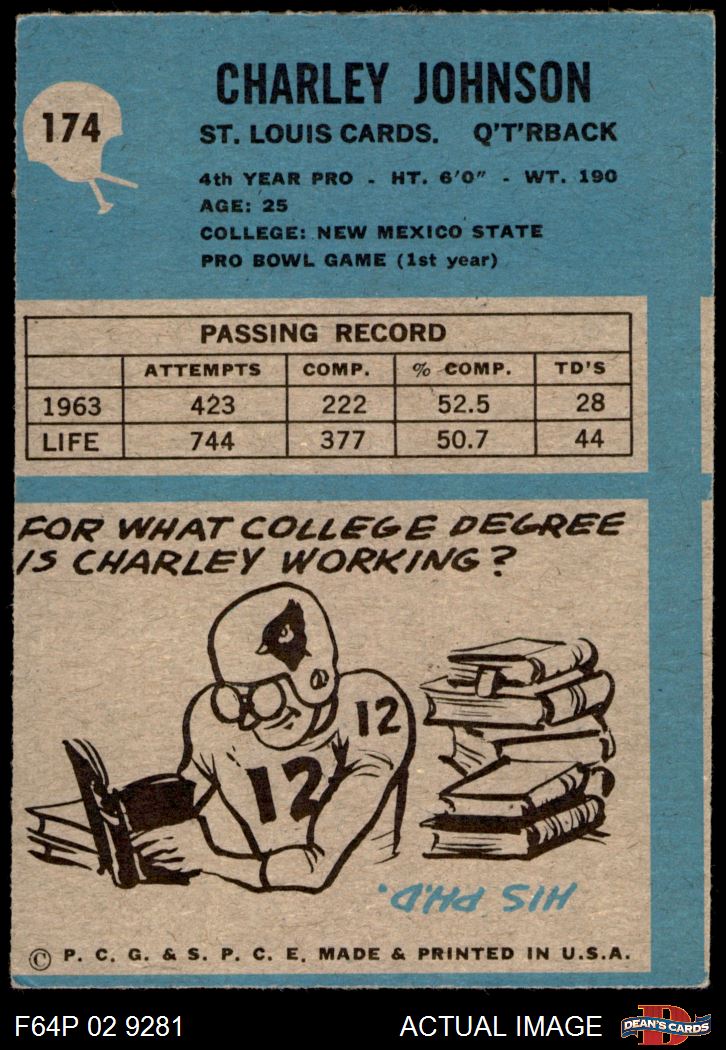 174
CHARLEY JOHNSON
ST. LOUIS CARDS. Q'T'RBACK
4th YEAR PRO - HT. 6'0" - WT. 190
AGE: 25
COLLEGE: NEW MEXICO STATE
PRO BOWL GAME (1st year)
PASSING RECORD
ATTEMPTS COMP. % COMP. TD'S
1963 423 222 52.5 28
LIFE 744 377 50.7 44
FOR WHAT COLLEGE DEGREE
IS CHARLEY WORKING?
12
12
HIS PH.D.
© P. C. G. & S. P. C. E. MADE & PRINTED IN U.S.A.
F64P 02 9281 ACTUAL IMAGE D DEAN'S CARDS